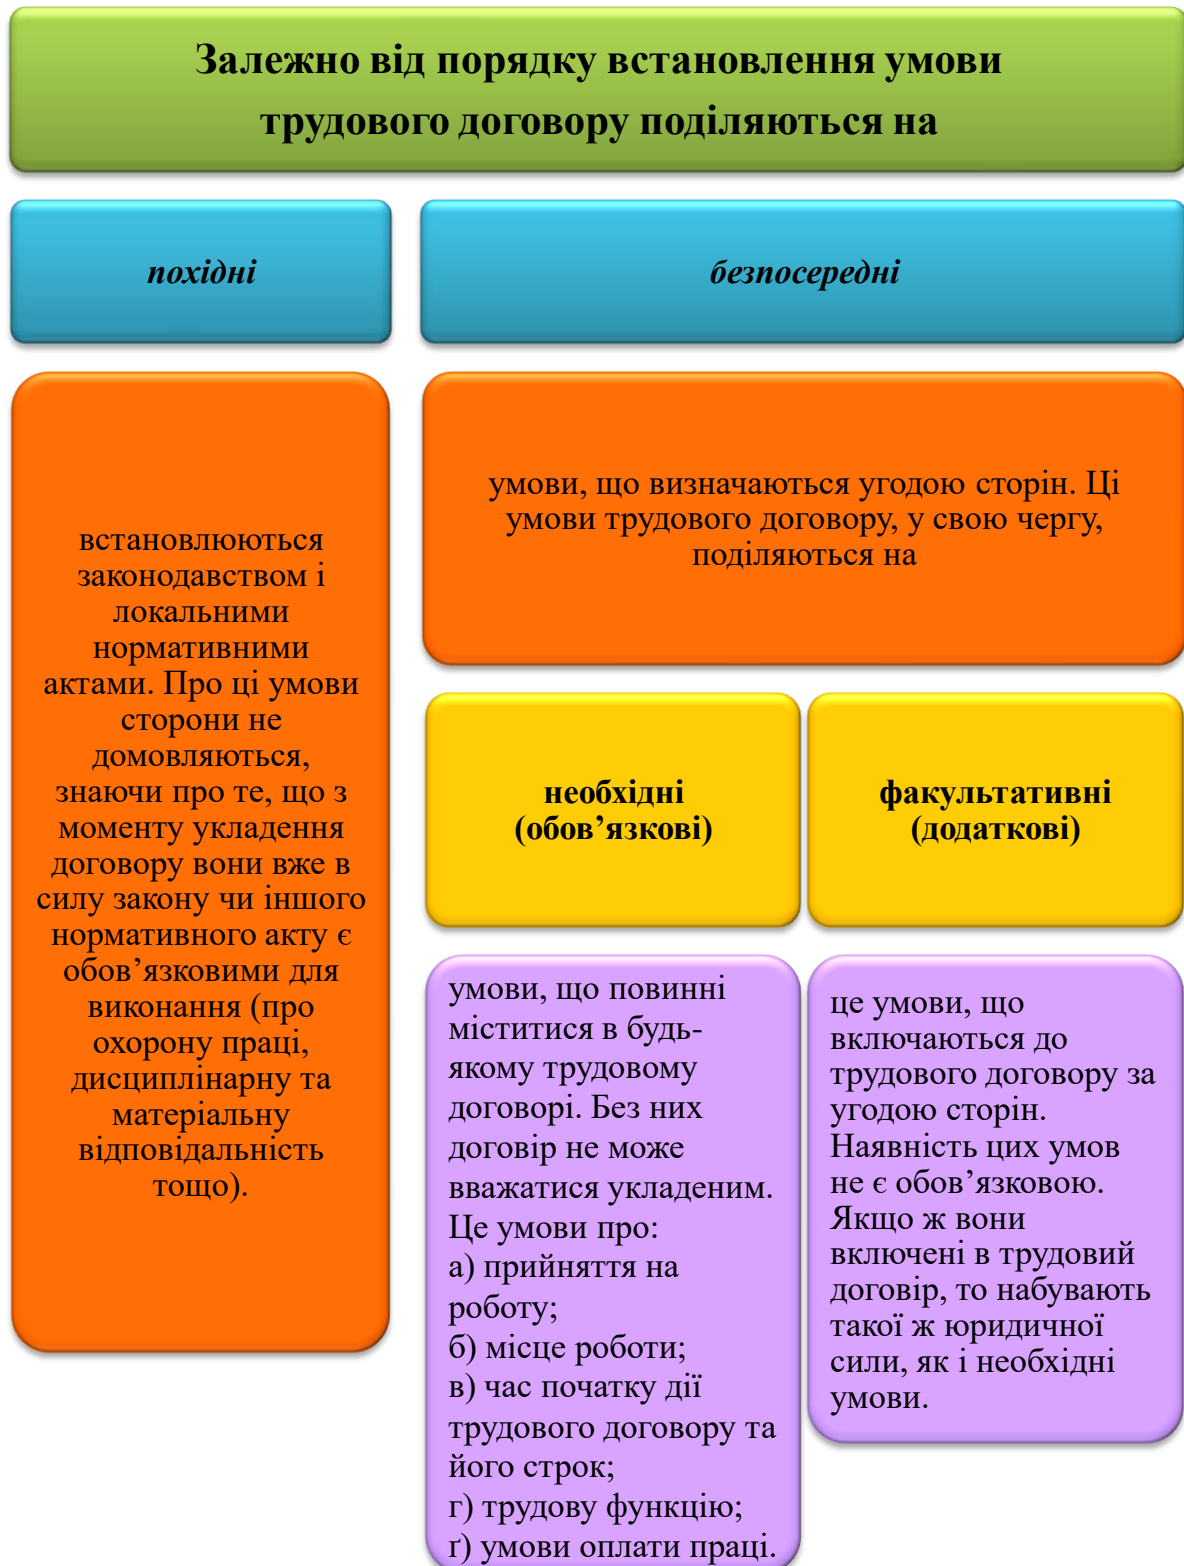 Залежно від порядку встановлення умови
трудового договору поділяються на
похідні
безпосередні
встановлюються
законодавством і
локальними
нормативними
актами. Про ці умови
сторони не
домовляються,
знаючи про те, що з
моменту укладення
договору вони вже в
силу закону чи іншого
нормативного акту є
обов’язковими для
виконання (про
охорону праці,
дисциплінарну та
матеріальну
відповідальність
тощо).
умови, що визначаються угодою сторін. Ці
умови трудового договору, у свою чергу,
поділяються на
необхідні
(обов’язкові)
факультативні
(додаткові)
умови, що повинні
міститися в будь-
якому трудовому
договорі. Без них
договір не може
вважатися укладеним.
Це умови про:
а) прийняття на
роботу;
б) місце роботи;
в) час початку дії
трудового договору та
його строк;
г) трудову функцію;
ґ) умови оплати праці.
це умови, що
включаються до
трудового договору за
угодою сторін.
Наявність цих умов
не є обов’язковою.
Якщо ж вони
включені в трудовий
договір, то набувають
такої ж юридичної
сили, як і необхідні
умови.